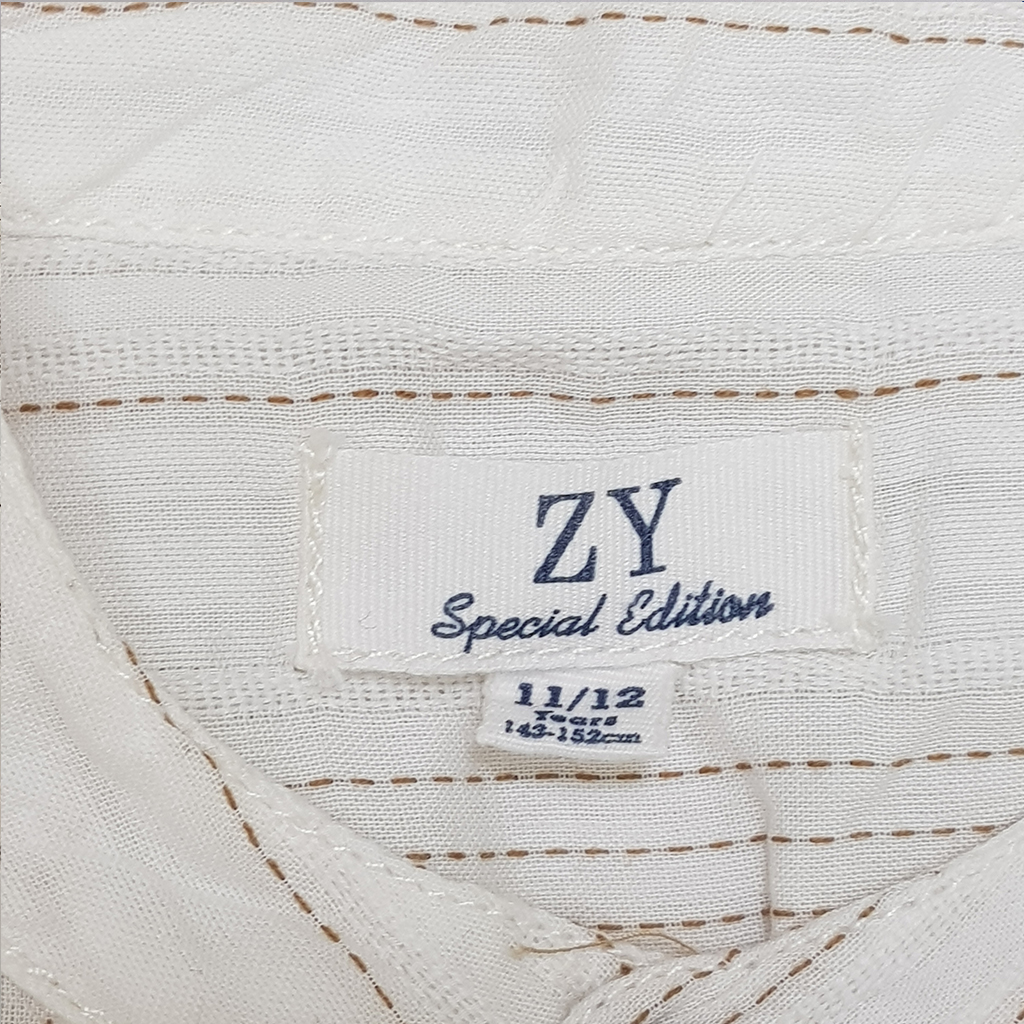 ZY
Special Edition
11/12
Years
143-152cm